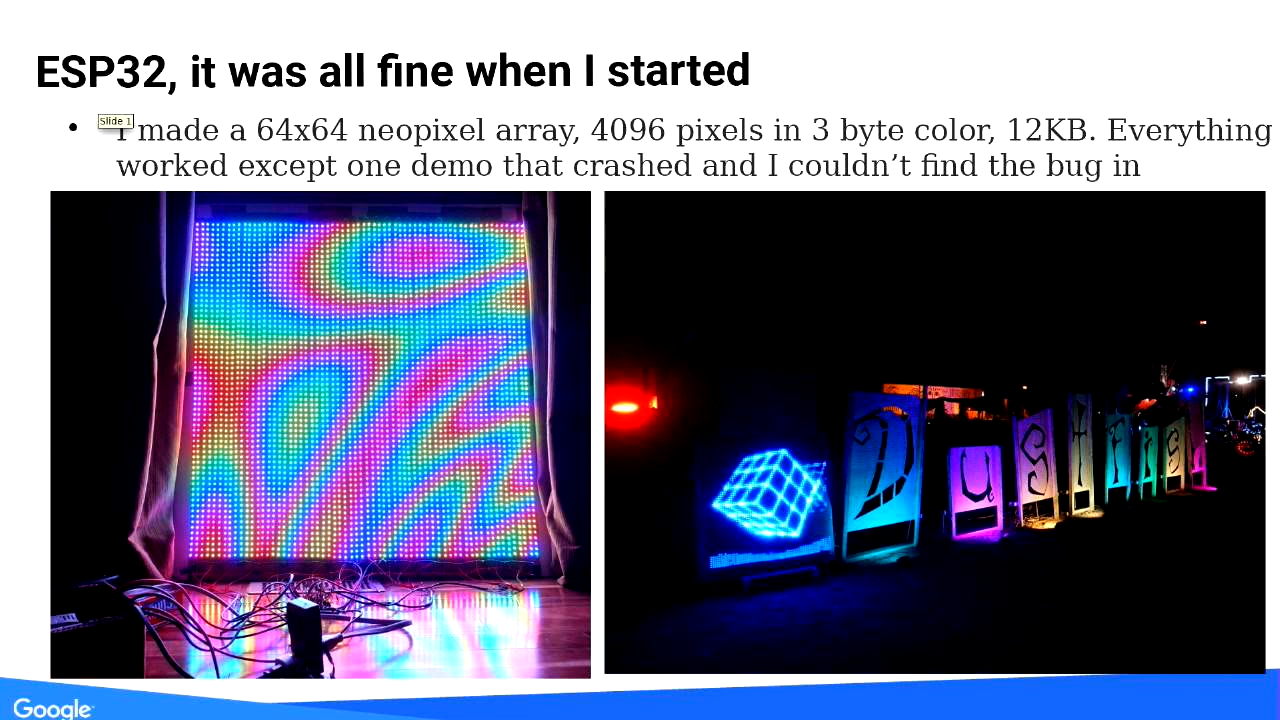 ESP32, it was all fine when I started
Slide 1
• I made a 64x64 neopixel array, 4096 pixels in 3 byte color, 12KB. Everything
worked except one demo that crashed and I couldn’t find the bug in
D u s t f i s h
Google